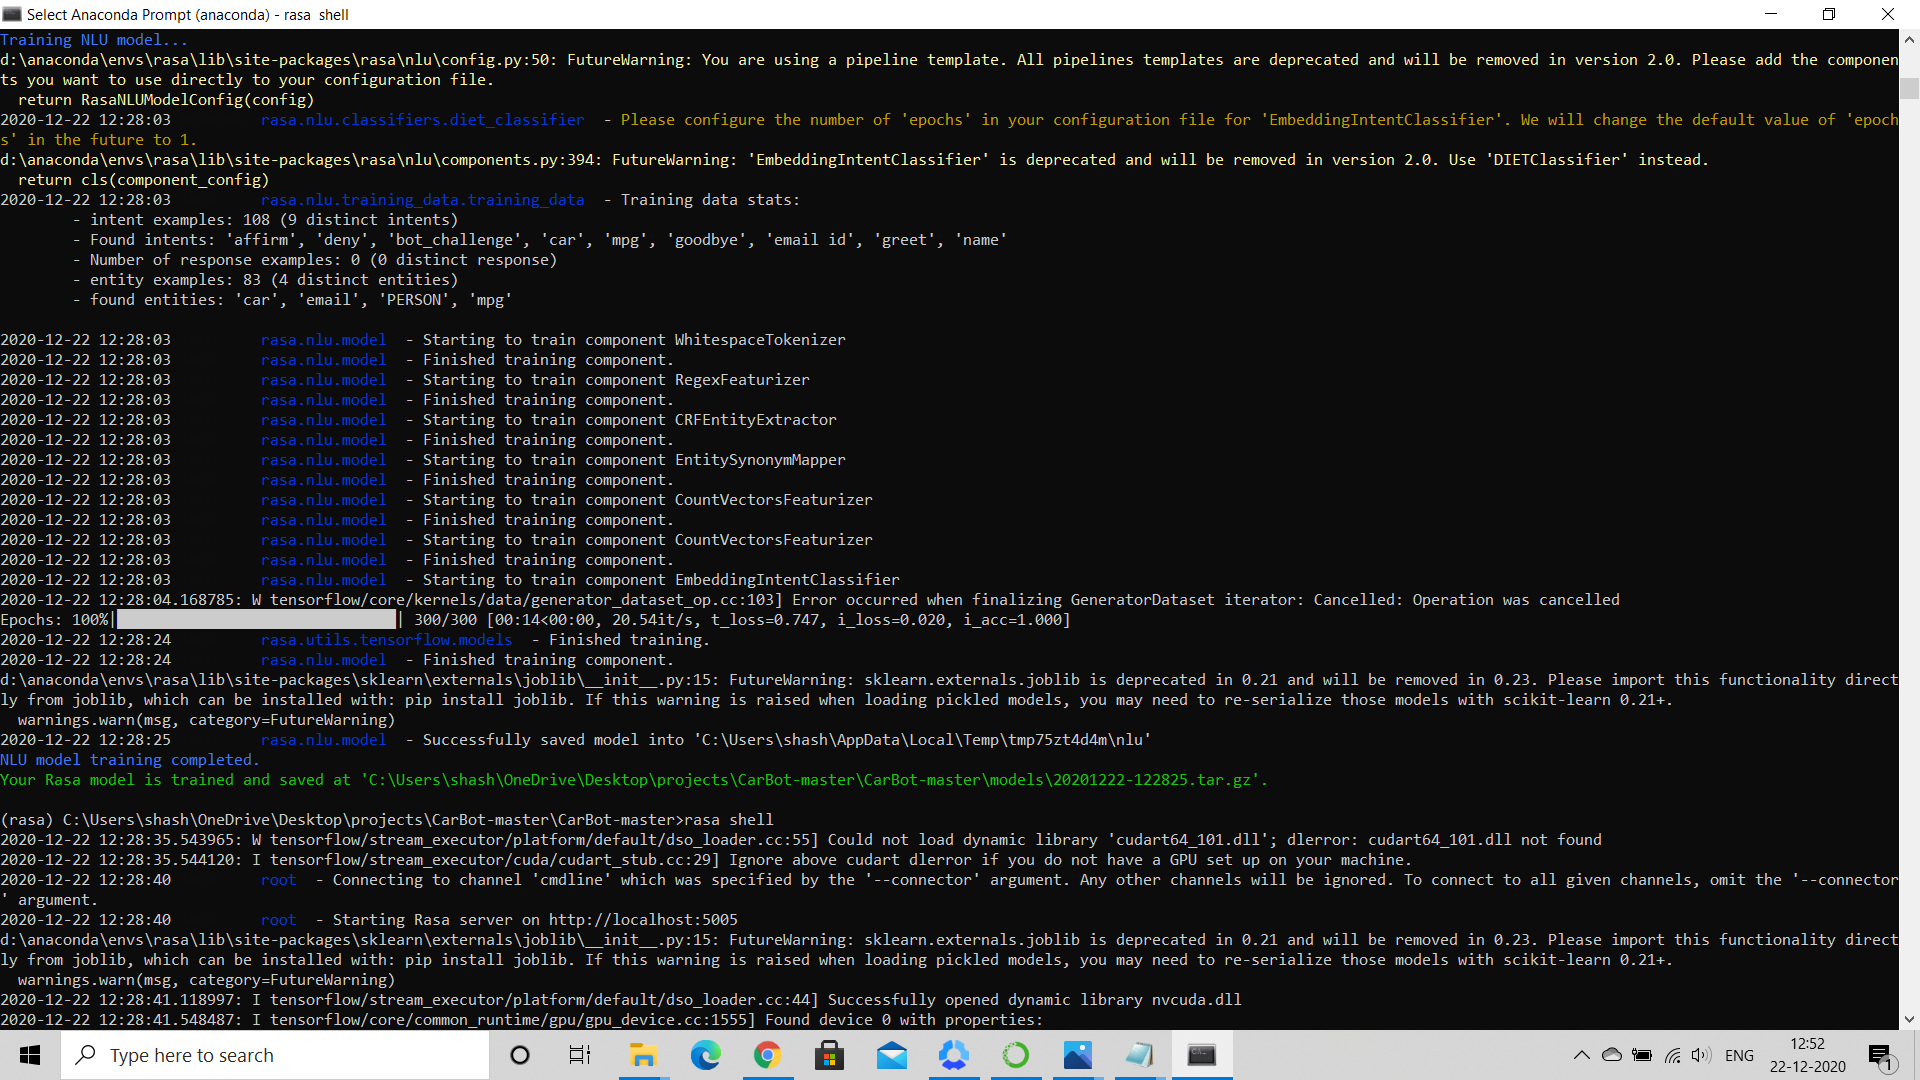 Select Anaconda Prompt (anaconda) - rasa  shell
Training NLU model...
d:\anaconda\envs\rasa\lib\site-packages\rasa\nlu\config.py:50: FutureWarning: You are using a pipeline template. All pipelines templates are deprecated and will be removed in version 2.0. Please add the componen
ts you want to use directly to your configuration file.
  return RasaNLUModelConfig(config)
2020-12-22 12:28:03          rasa.nlu.classifiers.diet_classifier  - Please configure the number of 'epochs' in your configuration file for 'EmbeddingIntentClassifier'. We will change the default value of 'epoch
s' in the future to 1.
d:\anaconda\envs\rasa\lib\site-packages\rasa\nlu\components.py:394: FutureWarning: 'EmbeddingIntentClassifier' is deprecated and will be removed in version 2.0. Use 'DIETClassifier' instead.
  return cls(component_config)
2020-12-22 12:28:03          rasa.nlu.training_data.training_data  - Training data stats:
        - intent examples: 108 (9 distinct intents)
        - Found intents: 'affirm', 'deny', 'bot_challenge', 'car', 'mpg', 'goodbye', 'email id', 'greet', 'name'
        - Number of response examples: 0 (0 distinct response)
        - entity examples: 83 (4 distinct entities)
        - found entities: 'car', 'email', 'PERSON', 'mpg'
2020-12-22 12:28:03          rasa.nlu.model  - Starting to train component WhitespaceTokenizer
2020-12-22 12:28:03          rasa.nlu.model  - Finished training component.
2020-12-22 12:28:03          rasa.nlu.model  - Starting to train component RegexFeaturizer
2020-12-22 12:28:03          rasa.nlu.model  - Finished training component.
2020-12-22 12:28:03          rasa.nlu.model  - Starting to train component CRFEntityExtractor
2020-12-22 12:28:03          rasa.nlu.model  - Finished training component.
2020-12-22 12:28:03          rasa.nlu.model  - Starting to train component EntitySynonymMapper
2020-12-22 12:28:03          rasa.nlu.model  - Finished training component.
2020-12-22 12:28:03          rasa.nlu.model  - Starting to train component CountVectorsFeaturizer
2020-12-22 12:28:03          rasa.nlu.model  - Finished training component.
2020-12-22 12:28:03          rasa.nlu.model  - Starting to train component CountVectorsFeaturizer
2020-12-22 12:28:03          rasa.nlu.model  - Finished training component.
2020-12-22 12:28:03          rasa.nlu.model  - Starting to train component EmbeddingIntentClassifier
2020-12-22 12:28:04.168785: W tensorflow/core/kernels/data/generator_dataset_op.cc:103] Error occurred when finalizing GeneratorDataset iterator: Cancelled: Operation was cancelled
Epochs: 100%|          | 300/300 [00:14<00:00, 20.54it/s, t_loss=0.747, i_loss=0.020, i_acc=1.000]
2020-12-22 12:28:24          rasa.utils.tensorflow.models  - Finished training.
2020-12-22 12:28:24          rasa.nlu.model  - Finished training component.
d:\anaconda\envs\rasa\lib\site-packages\sklearn\externals\joblib\__init__.py:15: FutureWarning: sklearn.externals.joblib is deprecated in 0.21 and will be removed in 0.23. Please import this functionality direct
ly from joblib, which can be installed with: pip install joblib. If this warning is raised when loading pickled models, you may need to re-serialize those models with scikit-learn 0.21+.
  warnings.warn(msg, category=FutureWarning)
2020-12-22 12:28:25          rasa.nlu.model  - Successfully saved model into 'C:\Users\shash\AppData\Local\Temp\tmp75zt4d4m\nlu'
NLU model training completed.
Your Rasa model is trained and saved at 'C:\Users\shash\OneDrive\Desktop\projects\CarBot-master\CarBot-master\models\20201222-122825.tar.gz'.
(rasa) C:\Users\shash\OneDrive\Desktop\projects\CarBot-master\CarBot-master>rasa shell
2020-12-22 12:28:35.543965: W tensorflow/stream_executor/platform/default/dso_loader.cc:55] Could not load dynamic library 'cudart64_101.dll'; dlerror: cudart64_101.dll not found
2020-12-22 12:28:35.544120: I tensorflow/stream_executor/cuda/cudart_stub.cc:29] Ignore above cudart dlerror if you do not have a GPU set up on your machine.
2020-12-22 12:28:40          root  - Connecting to channel 'cmdline' which was specified by the '--connector' argument. Any other channels will be ignored. To connect to all given channels, omit the '--connector
' argument.
2020-12-22 12:28:40          root  - Starting Rasa server on http://localhost:5005
d:\anaconda\envs\rasa\lib\site-packages\sklearn\externals\joblib\__init__.py:15: FutureWarning: sklearn.externals.joblib is deprecated in 0.21 and will be removed in 0.23. Please import this functionality direct
ly from joblib, which can be installed with: pip install joblib. If this warning is raised when loading pickled models, you may need to re-serialize those models with scikit-learn 0.21+.
  warnings.warn(msg, category=FutureWarning)
2020-12-22 12:28:41.118997: I tensorflow/stream_executor/platform/default/dso_loader.cc:44] Successfully opened dynamic library nvcuda.dll
2020-12-22 12:28:41.548487: I tensorflow/core/common_runtime/gpu/gpu_device.cc:1555] Found device 0 with properties:
Type here to search
ENG
12:52
22-12-2020
1